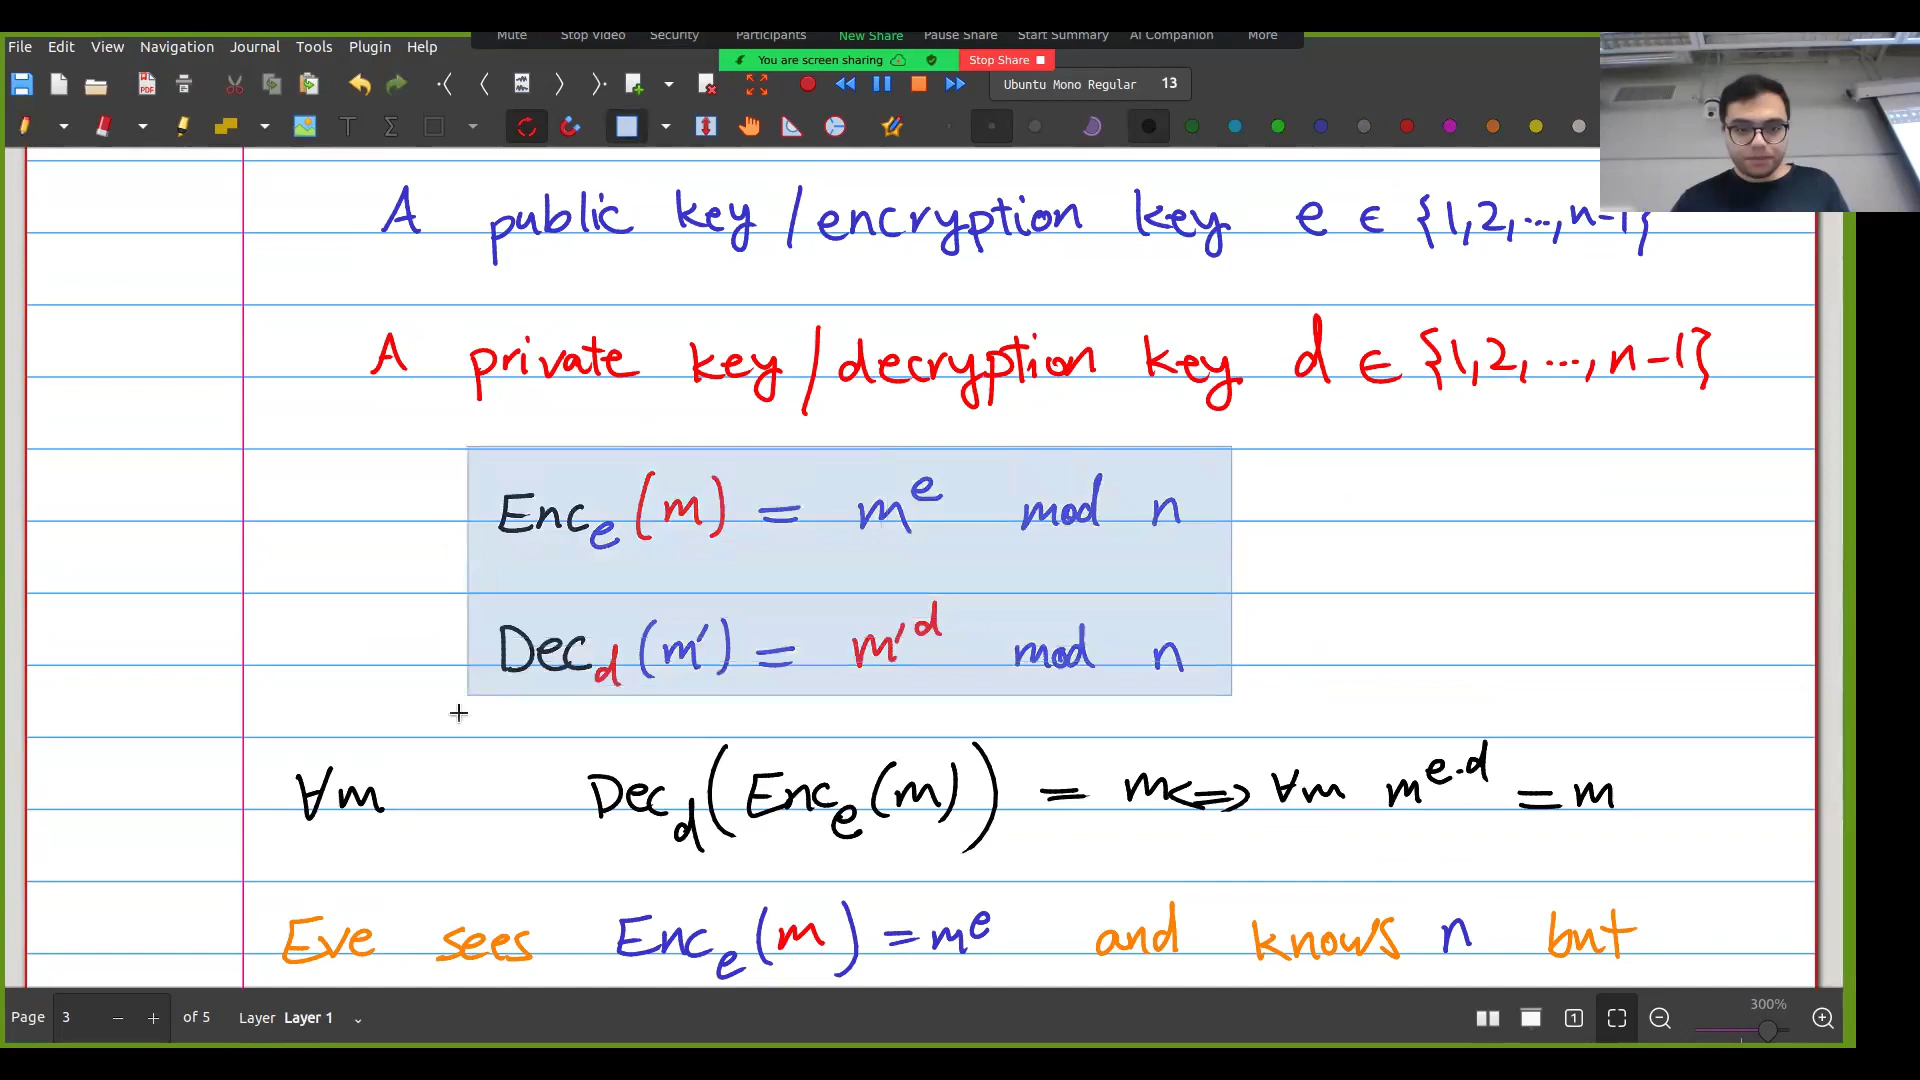 Mute Stop Video Security Participants New Share Pause Share Start Summary AI Companion More
File Edit View Navigation Journal Tools Plugin Help
You are screen sharing Stop Share
Ubuntu Mono Regular 13
A public key/encryption key e ∈ {1,2,...,n-1}
A private key/decryption key d ∈ {1,2,...,n-1}
Enc_e(m) = m^e mod n
Dec_d(m') = m'^d mod n
∀m Dec_d(Enc_e(m)) = m <=> ∀m m^{e·d} = m
Eve sees Enc_e(m) = m^e and knows n but
300%
Page 3 − + of 5 Layer Layer 1